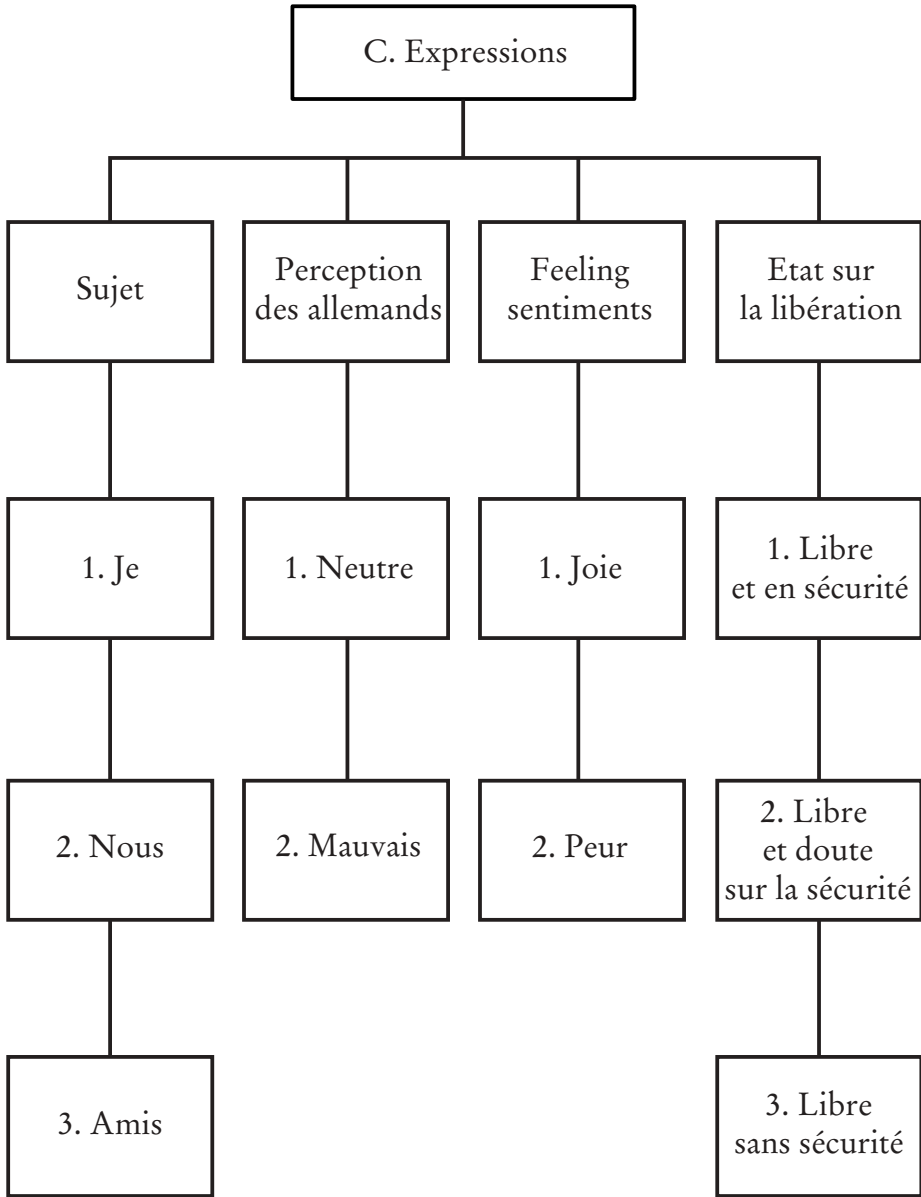 C. Expressions
Sujet
Perception
des allemands
Feeling
sentiments
Etat sur
la libération
1. Je
1. Neutre
1. Joie
1. Libre
et en sécurité
2. Nous
2. Mauvais
2. Peur
2. Libre
et doute
sur la sécurité
3. Amis
3. Libre
sans sécurité